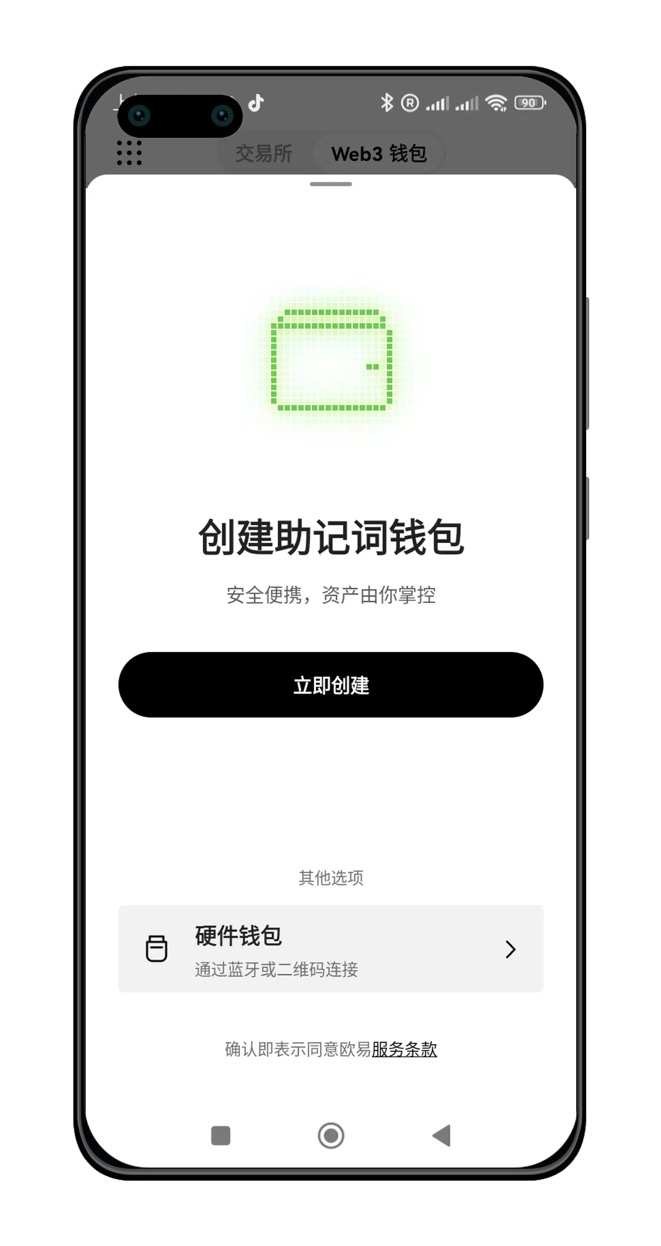 90
交易所 Web3 钱包
创建助记词钱包
安全便携，资产由你掌控
立即创建
其他选项
硬件钱包
通过蓝牙或二维码连接
确认即表示同意欧易服务条款